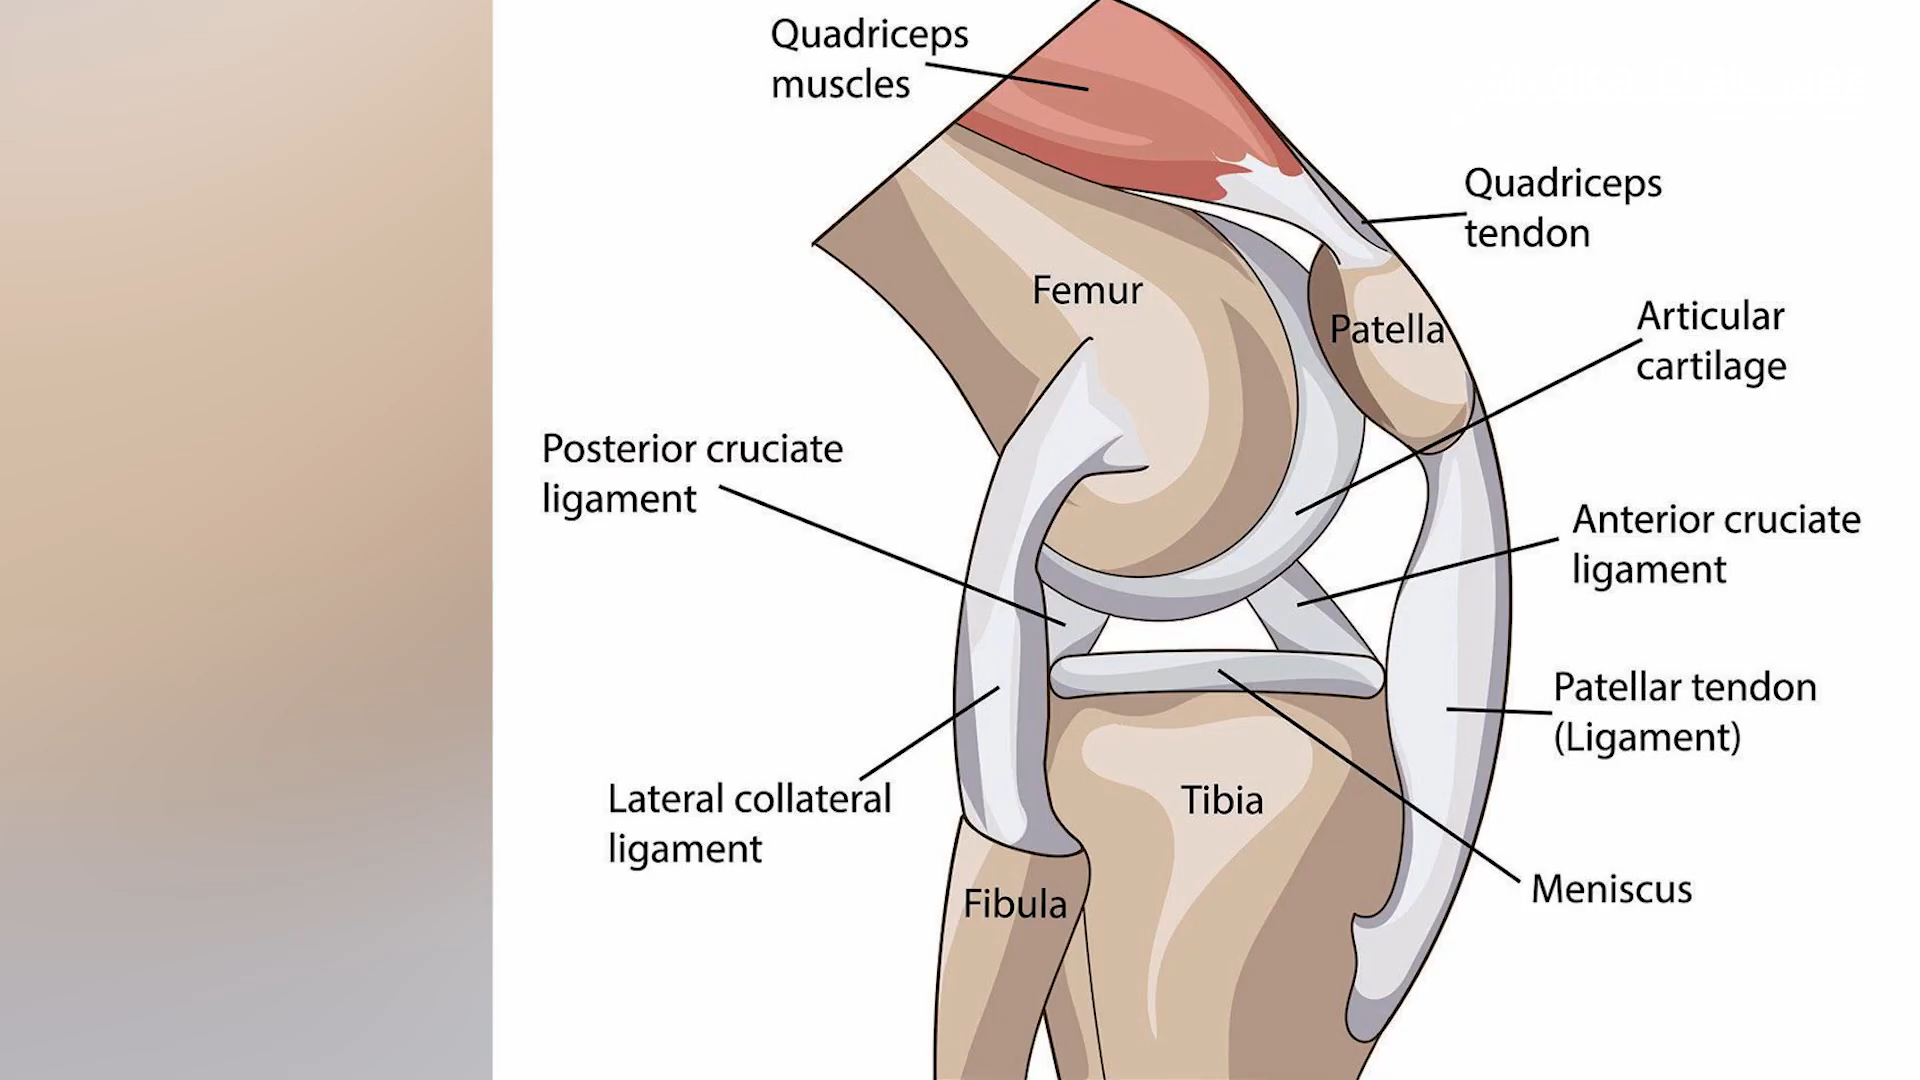 Quadriceps
muscles
Quadriceps
tendon
Femur
Patella
Articular
cartilage
Posterior cruciate
ligament
Anterior cruciate
ligament
Patellar tendon
(Ligament)
Lateral collateral
ligament
Tibia
Meniscus
Fibula